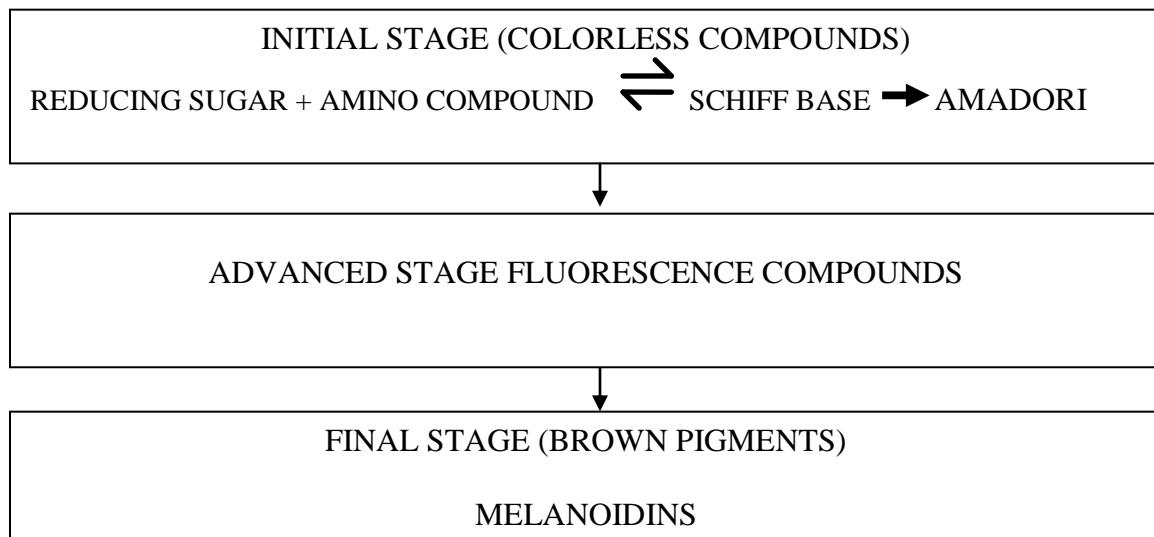 INITIAL STAGE (COLORLESS COMPOUNDS)
REDUCING SUGAR + AMINO COMPOUND ⇌ SCHIFF BASE → AMADORI
ADVANCED STAGE FLUORESCENCE COMPOUNDS
FINAL STAGE (BROWN PIGMENTS)
MELANOIDINS